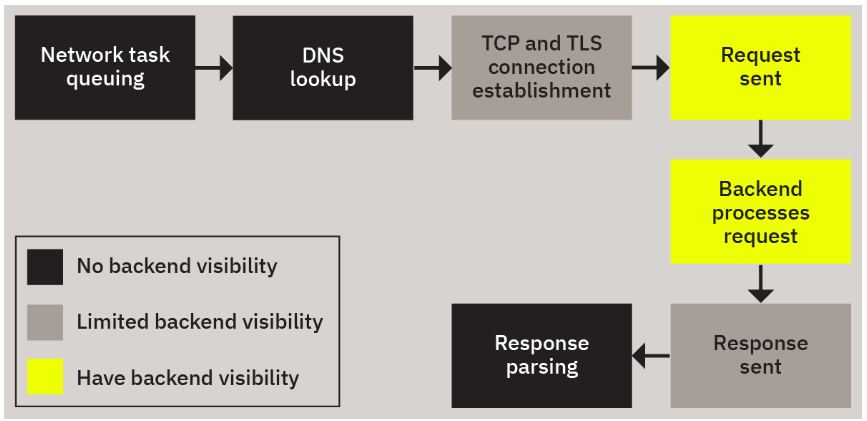 Network task
queuing
DNS
lookup
TCP and TLS
connection
establishment
Request
sent
Backend
processes
request
Response
sent
Response
parsing
No backend visibility
Limited backend visibility
Have backend visibility